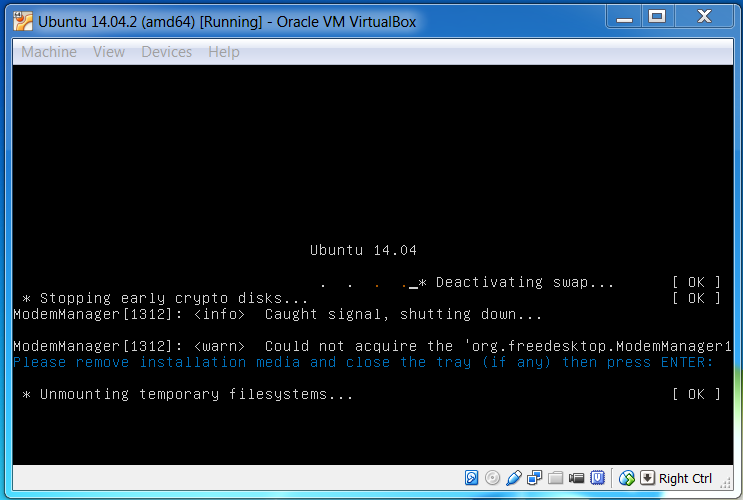 Ubuntu 14.04.2 (amd64) [Running] - Oracle VM VirtualBox
Machine View Devices Help
Ubuntu 14.04
. . . ._* Deactivating swap... [ OK ]
* Stopping early crypto disks... [ OK ]
ModemManager[1312]: <info> Caught signal, shutting down...
ModemManager[1312]: <warn> Could not acquire the 'org.freedesktop.ModemManager1
Please remove installation media and close the tray (if any) then press ENTER:
* Unmounting temporary filesystems... [ OK ]
Right Ctrl